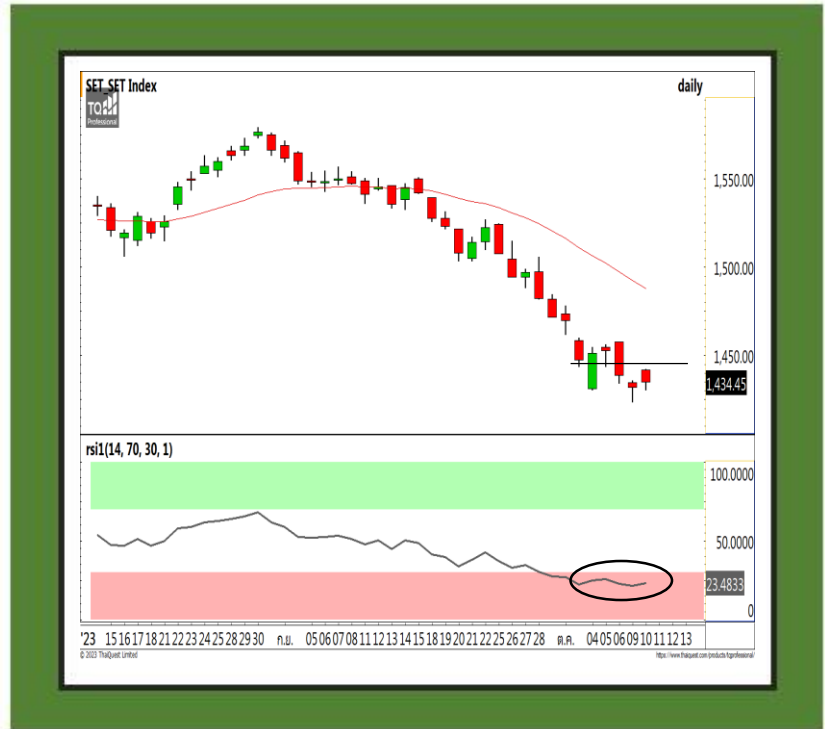 SET_SET Index daily
TQ
Professional
1,550.00
1,500.00
1,450.00
1,434.45
rsi1(14, 70, 30, 1)
100.0000
50.0000
23.4833
0
'23 15 16 17 18 21 22 23 24 25 28 29 30 ก.ย. 05 06 07 08 11 12 13 14 15 18 19 20 21 22 25 26 27 28 ต.ค. 04 05 06 09 10 11 12 13
© 2023 ThaiQuest Limited https://www.thaiquest.com/products/tqprofessional/